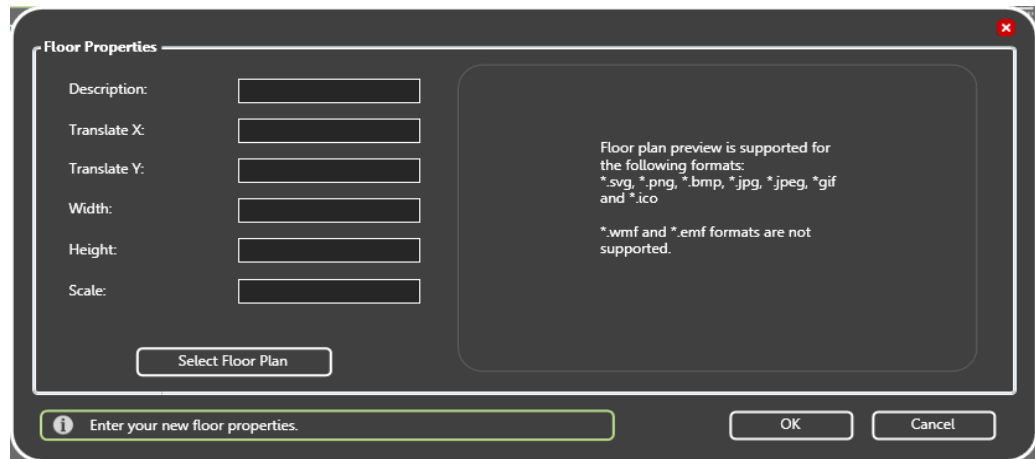 Floor Properties
Description:
Translate X:
Translate Y:
Width:
Height:
Scale:
Select Floor Plan
Floor plan preview is supported for
the following formats:
*.svg, *.png, *.bmp, *.jpg, *.jpeg, *gif
and *.ico
*.wmf and *.emf formats are not
supported.
Enter your new floor properties.
OK
Cancel